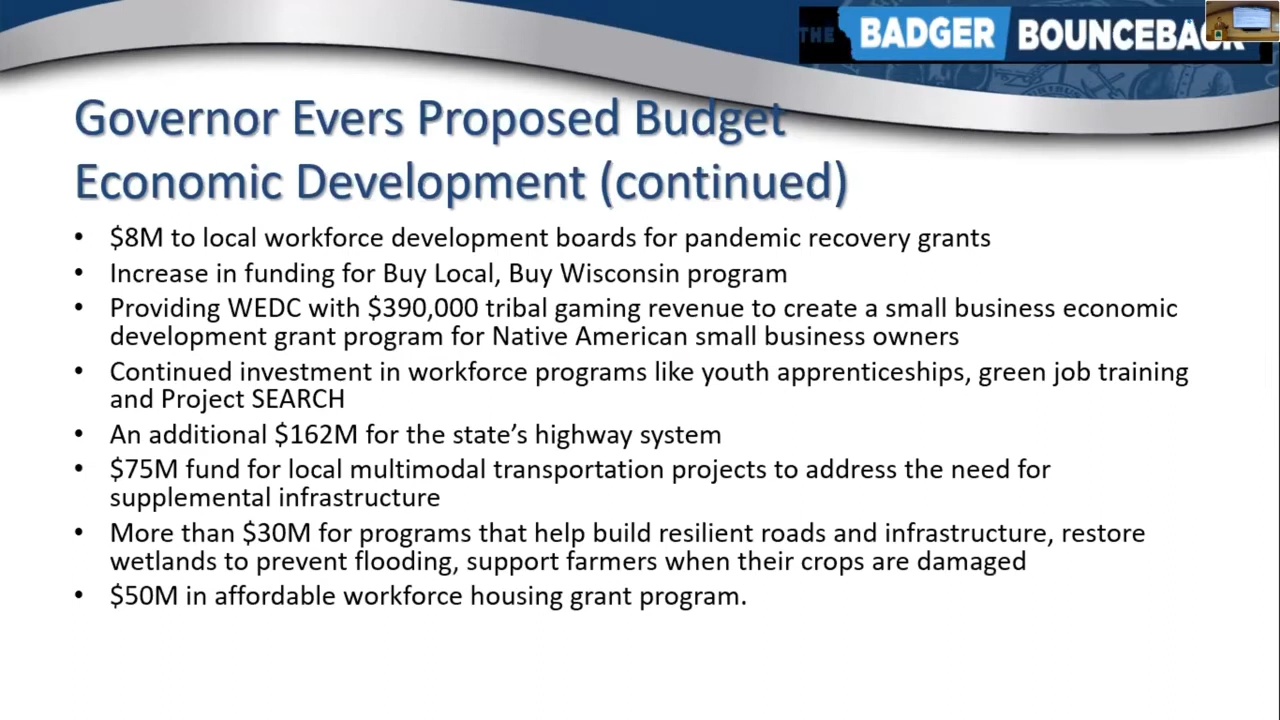 THE BADGER BOUNCEBACK
Governor Evers Proposed Budget
Economic Development (continued)
• $8M to local workforce development boards for pandemic recovery grants
• Increase in funding for Buy Local, Buy Wisconsin program
• Providing WEDC with $390,000 tribal gaming revenue to create a small business economic
development grant program for Native American small business owners
• Continued investment in workforce programs like youth apprenticeships, green job training
and Project SEARCH
• An additional $162M for the state’s highway system
• $75M fund for local multimodal transportation projects to address the need for
supplemental infrastructure
• More than $30M for programs that help build resilient roads and infrastructure, restore
wetlands to prevent flooding, support farmers when their crops are damaged
• $50M in affordable workforce housing grant program.